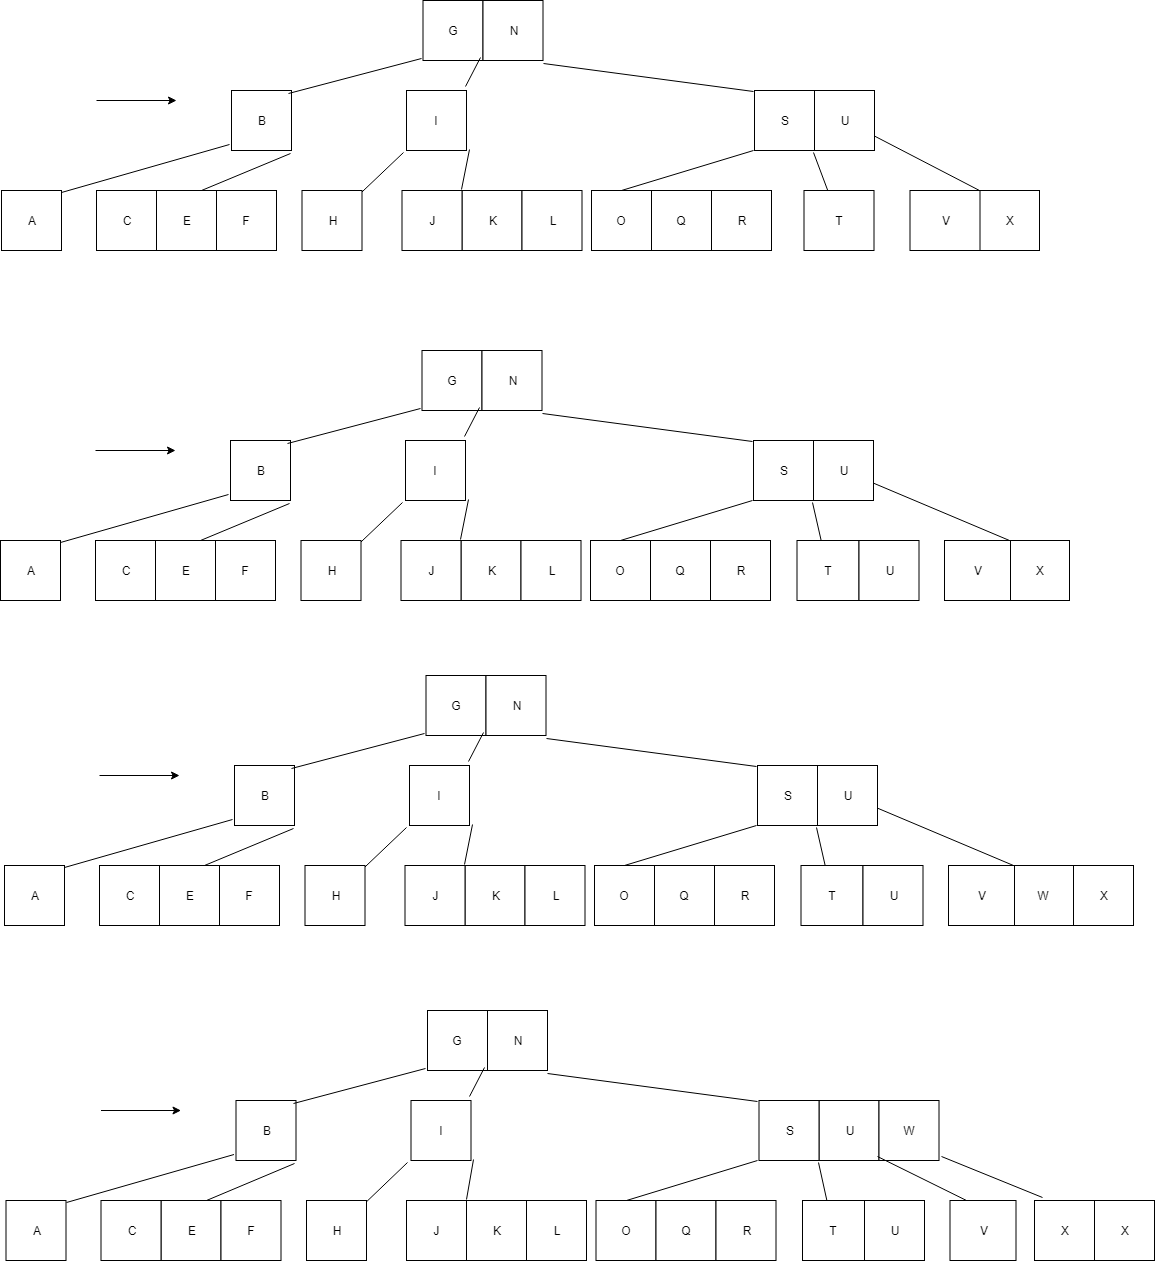 G N
B I S U
A C E F H J K L O Q R T V X
G N
B I S U
A C E F H J K L O Q R T U V X
G N
B I S U
A C E F H J K L O Q R T U V W X
G N
B I S U W
A C E F H J K L O Q R T U V X X